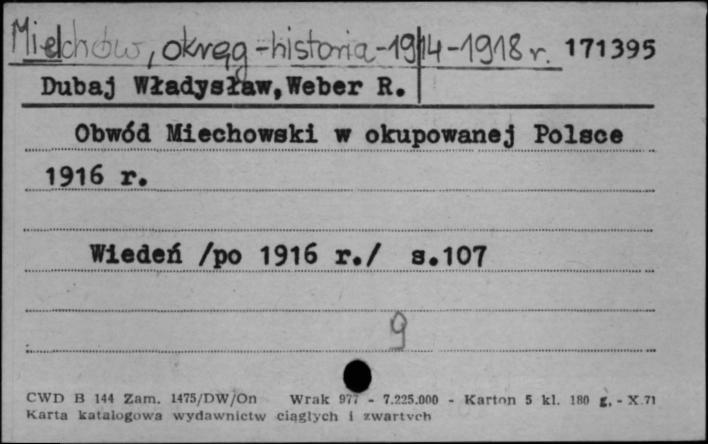 Miechów, okręg-historia-1914-1918 r. 171395
Dubaj Władysław,Weber R.
Obwód Miechowski w okupowanej Polsce
1916 r.
Wiedeń /po 1916 r./ s.107
9
CWD B 144 Zam. 1475/DW/On Wrak 977 - 7.225.000 - Karton 5 kl. 180 g. - X.71
Karta katalogowa wydawnictw ciągłych i zwartych